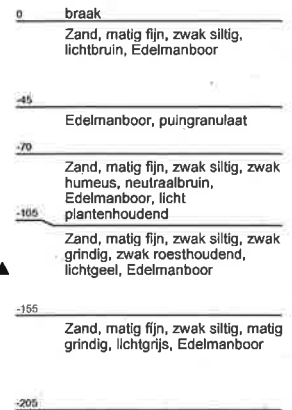 0 braak
Zand, matig fijn, zwak siltig,
lichtbruin, Edelmanboor
-45
Edelmanboor, puingranulaat
-70
Zand, matig fijn, zwak siltig, zwak
humeus, neutraalbruin,
Edelmanboor, licht
plantenhoudend
-105
Zand, matig fijn, zwak siltig, zwak
grindig, zwak roesthoudend,
lichtgeel, Edelmanboor
-155
Zand, matig fijn, zwak siltig, matig
grindig, lichtgrijs, Edelmanboor
-205